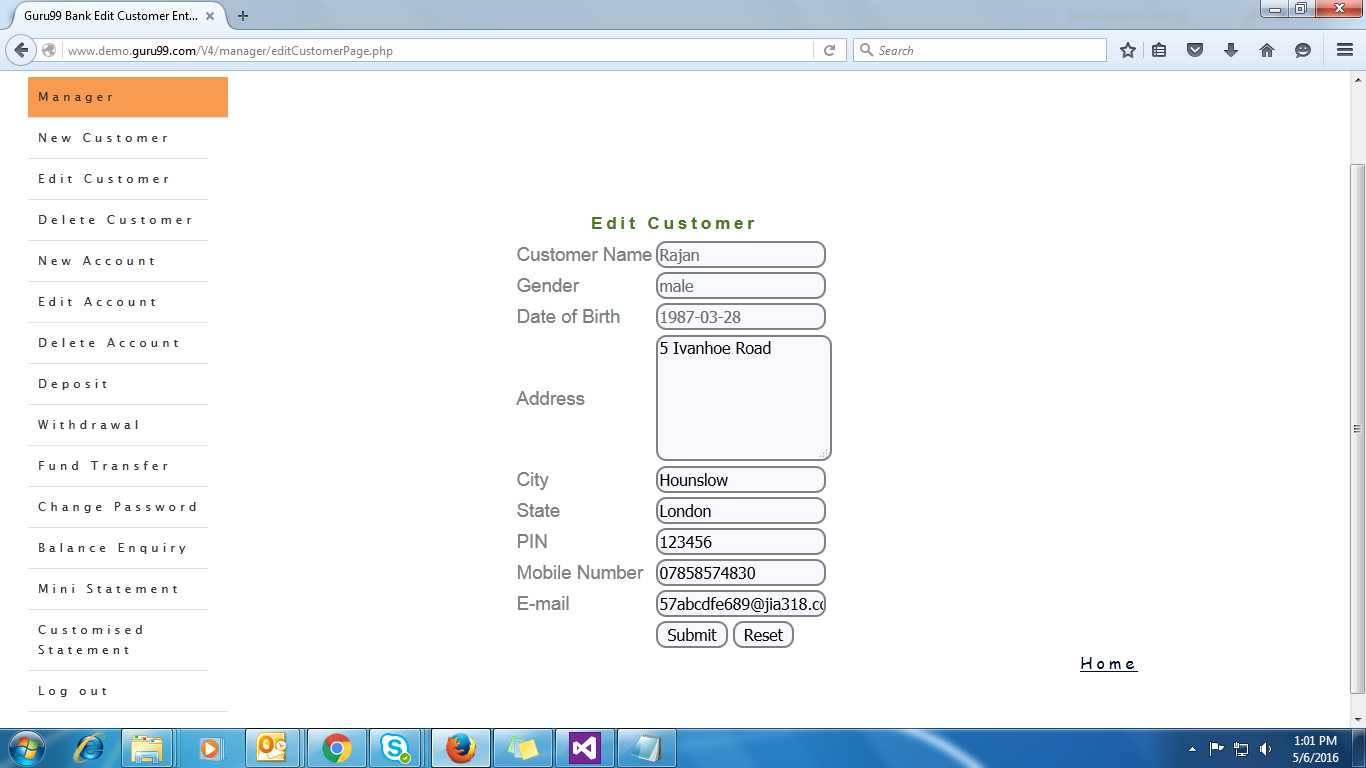 Guru99 Bank Edit Customer Ent...
www.demo.guru99.com/V4/manager/editCustomerPage.php
Search
Manager
New Customer
Edit Customer
Delete Customer
New Account
Edit Account
Delete Account
Deposit
Withdrawal
Fund Transfer
Change Password
Balance Enquiry
Mini Statement
Customised
Statement
Log out
Edit Customer
Customer Name Rajan
Gender male
Date of Birth 1987-03-28
Address 5 Ivanhoe Road
City Hounslow
State London
PIN 123456
Mobile Number 07858574830
E-mail 57abcdfe689@jia318.co
Submit Reset
Home
1:01 PM
5/6/2016